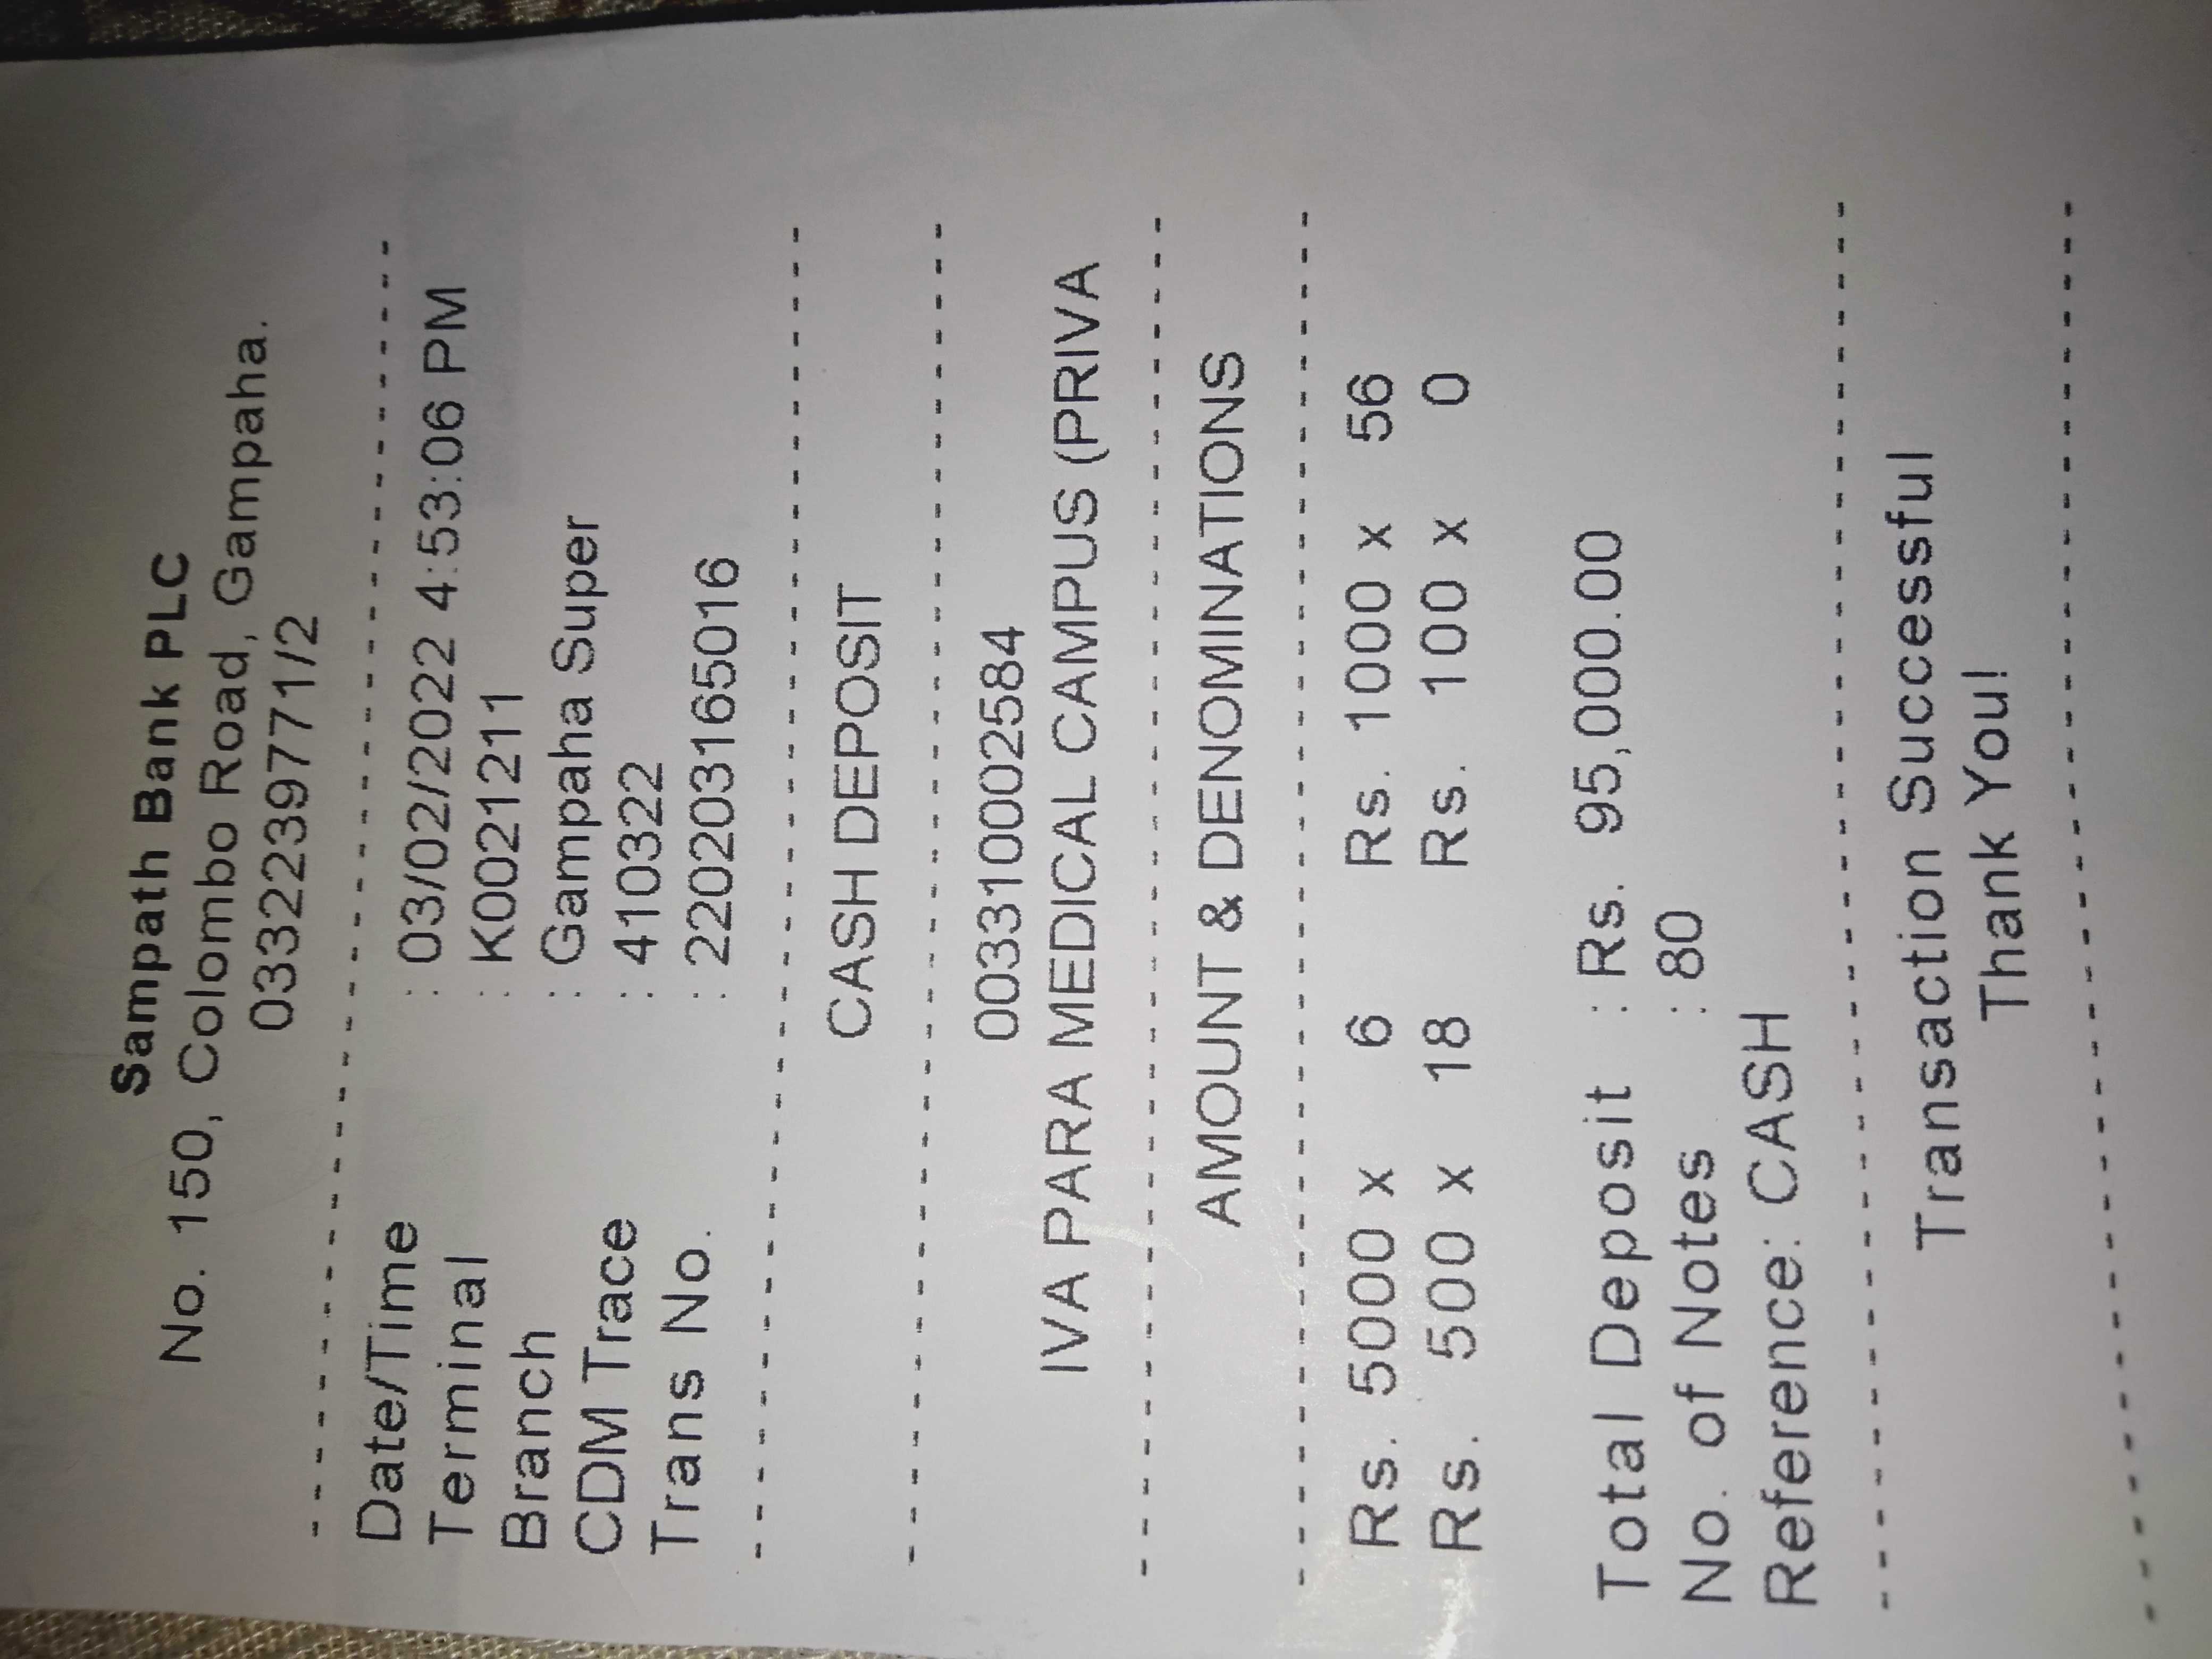 Sampath Bank PLC
No. 150, Colombo Road, Gampaha.
0332239771/2
Date/Time : 03/02/2022 4:53:06 PM
Terminal : K0021211
Branch : Gampaha Super
CDM Trace : 410322
Trans No. : 220203165016
CASH DEPOSIT
003310002584
IVA PARA MEDICAL CAMPUS (PRIVA
AMOUNT & DENOMINATIONS
Rs. 5000 x 6 Rs. 1000 x 56
Rs. 500 x 18 Rs. 100 x 0
Total Deposit : Rs. 95,000.00
No. of Notes : 80
Reference: CASH
Transaction Successful
Thank You!